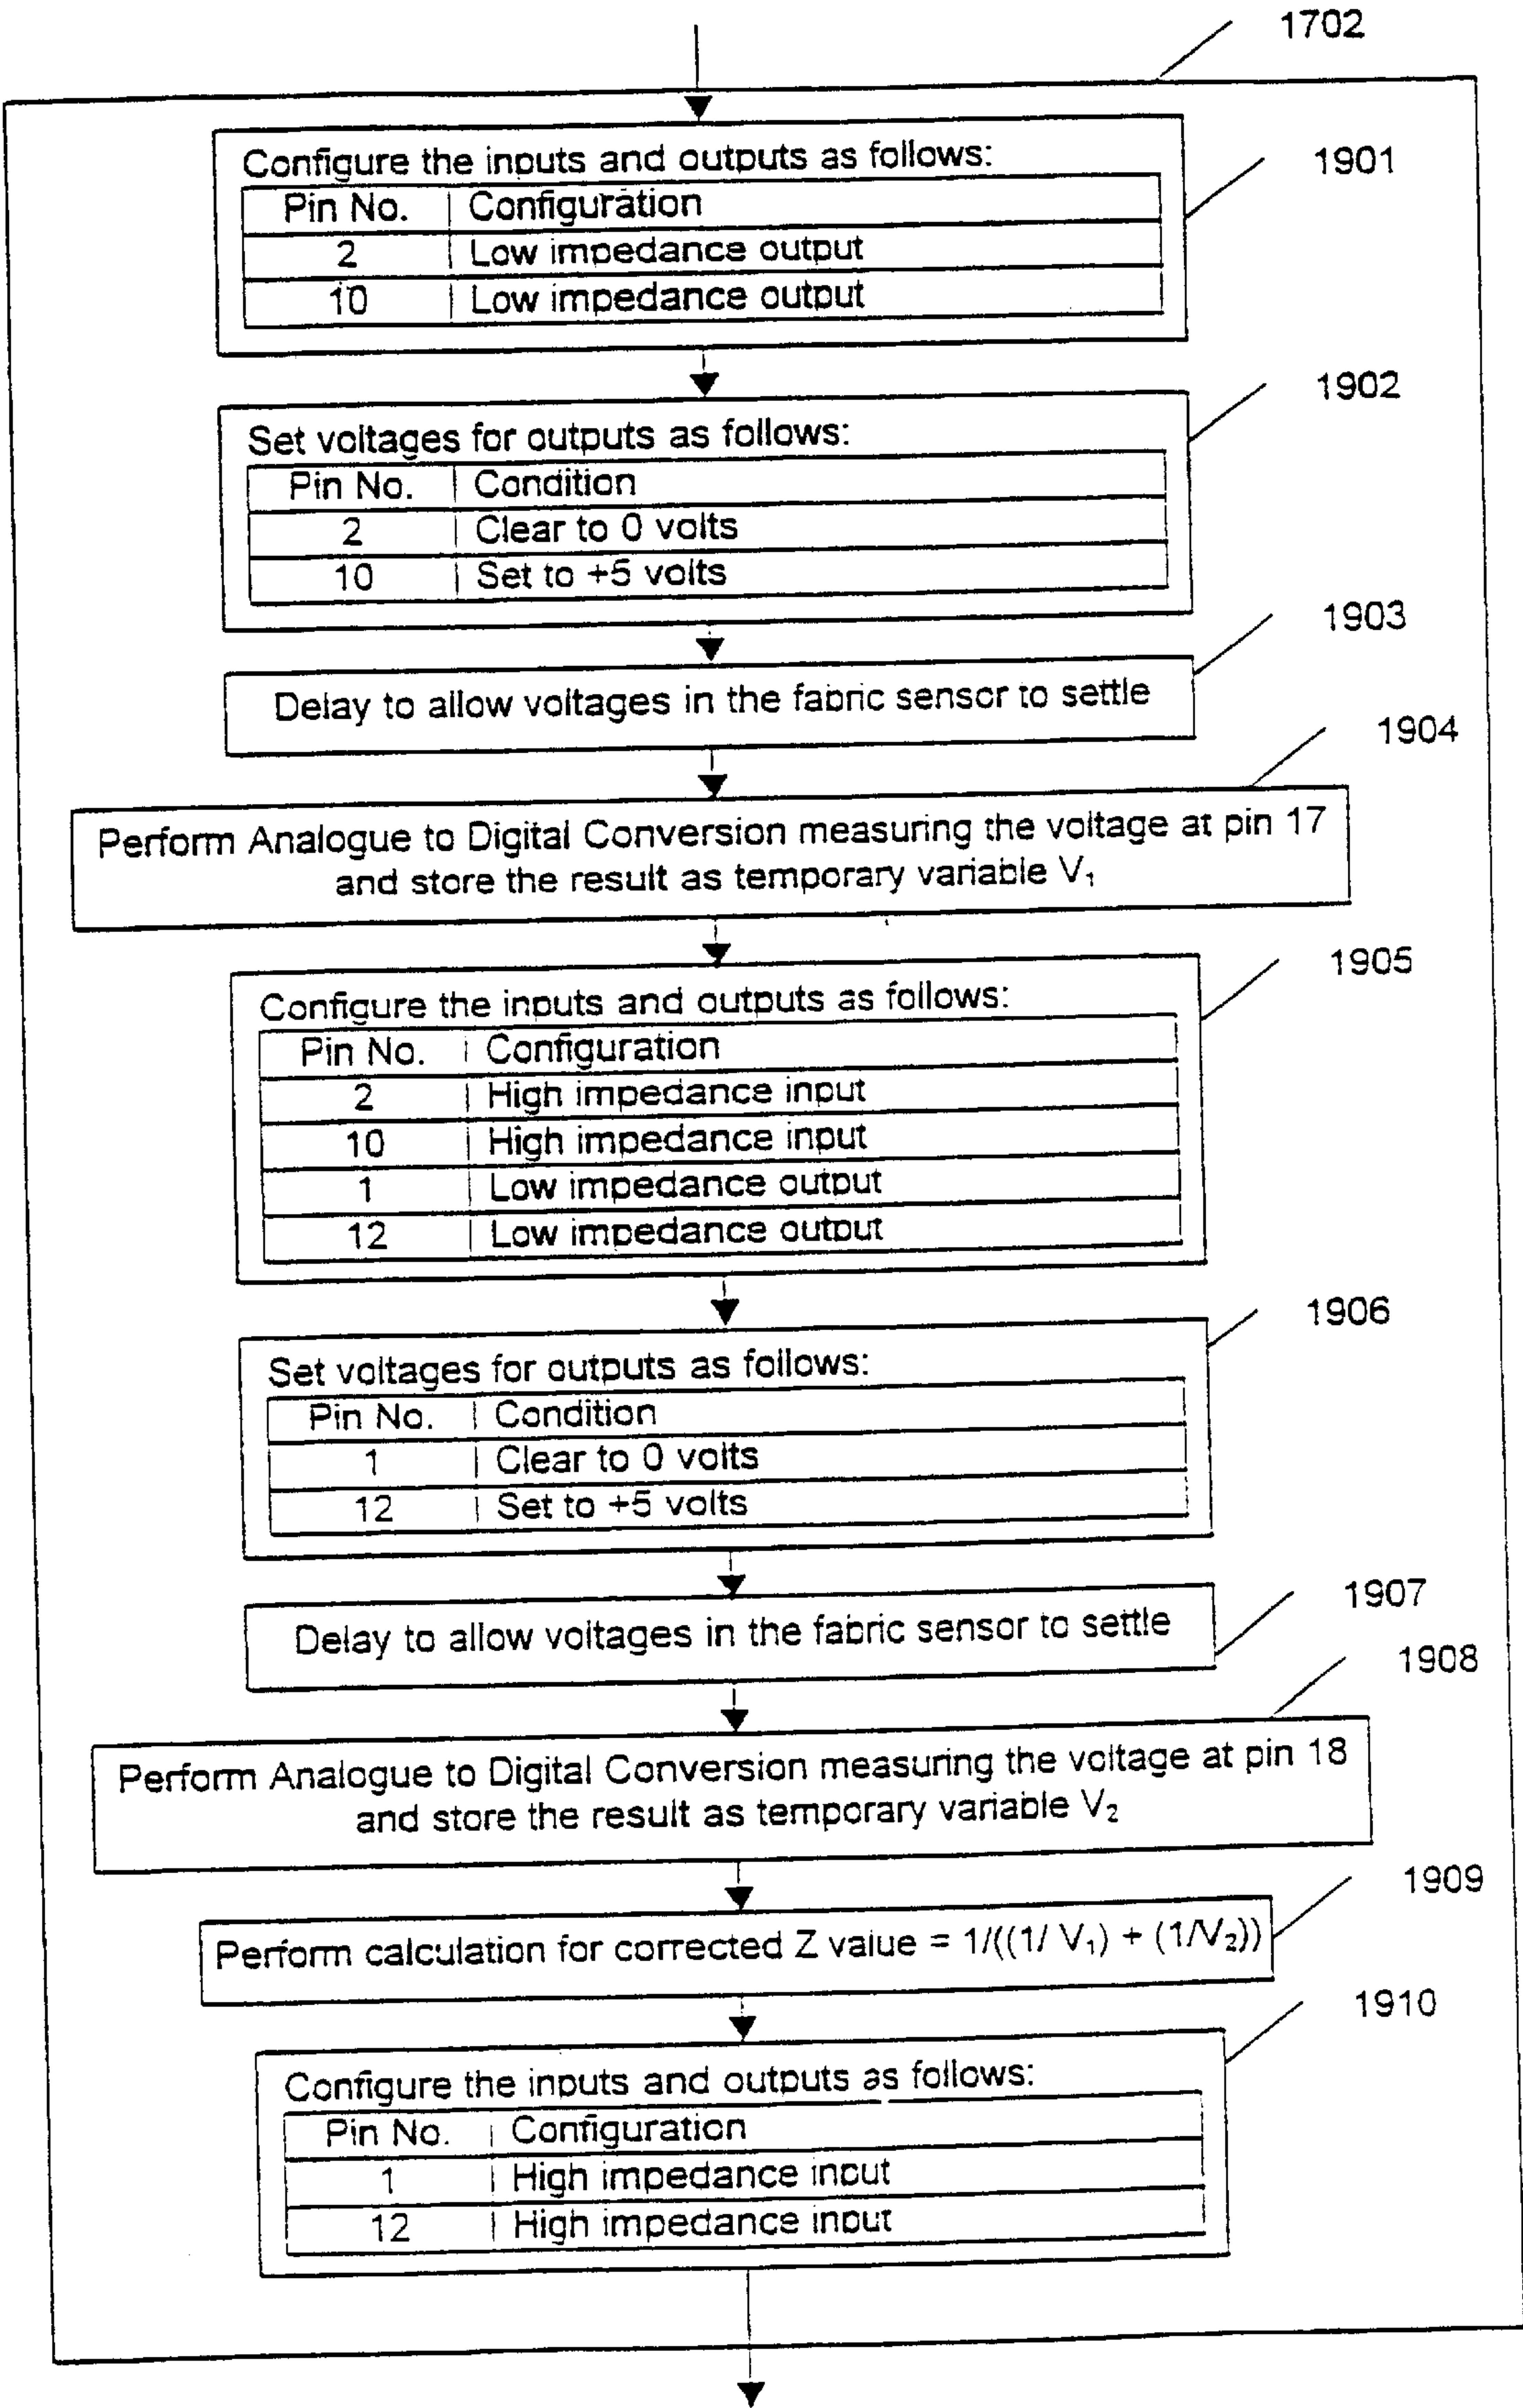 1702
Configure the inputs and outputs as follows:
1901
Pin No. Configuration
2 Low impedance output
10 Low impedance output
1902
Set voltages for outputs as follows:
Pin No. Condition
2 Clear to 0 volts
10 Set to +5 volts
1903
Delay to allow voltages in the fabric sensor to settle
1904
Perform Analogue to Digital Conversion measuring the voltage at pin 17
and store the result as temporary variable V₁
1905
Configure the inputs and outputs as follows:
Pin No. Configuration
2 High impedance input
10 High impedance input
1 Low impedance output
12 Low impedance output
1906
Set voltages for outputs as follows:
Pin No. Condition
1 Clear to 0 volts
12 Set to +5 volts
1907
Delay to allow voltages in the fabric sensor to settle
1908
Perform Analogue to Digital Conversion measuring the voltage at pin 18
and store the result as temporary variable V₂
1909
Perform calculation for corrected Z value = 1/((1/ V₁) + (1/V₂))
1910
Configure the inputs and outputs as follows:
Pin No. Configuration
1 High impedance input
12 High impedance input